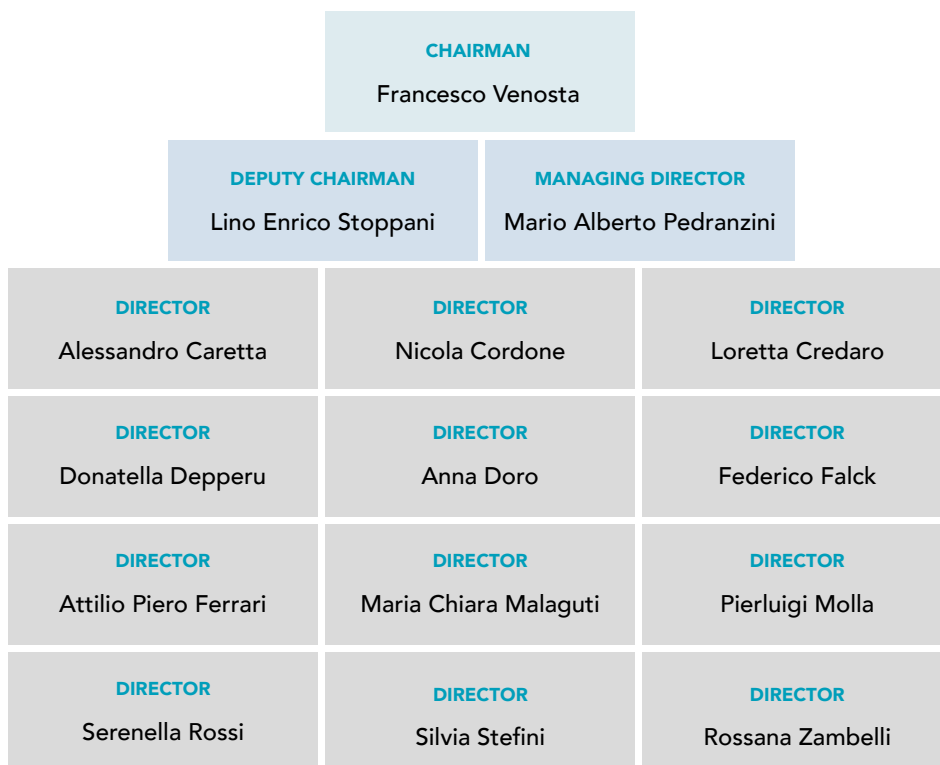 CHAIRMAN
Francesco Venosta
DEPUTY CHAIRMAN
Lino Enrico Stoppani
MANAGING DIRECTOR
Mario Alberto Pedranzini
DIRECTOR
Alessandro Caretta
DIRECTOR
Nicola Cordone
DIRECTOR
Loretta Credaro
DIRECTOR
Donatella Depperu
DIRECTOR
Anna Doro
DIRECTOR
Federico Falck
DIRECTOR
Attilio Piero Ferrari
DIRECTOR
Maria Chiara Malaguti
DIRECTOR
Pierluigi Molla
DIRECTOR
Serenella Rossi
DIRECTOR
Silvia Stefini
DIRECTOR
Rossana Zambelli